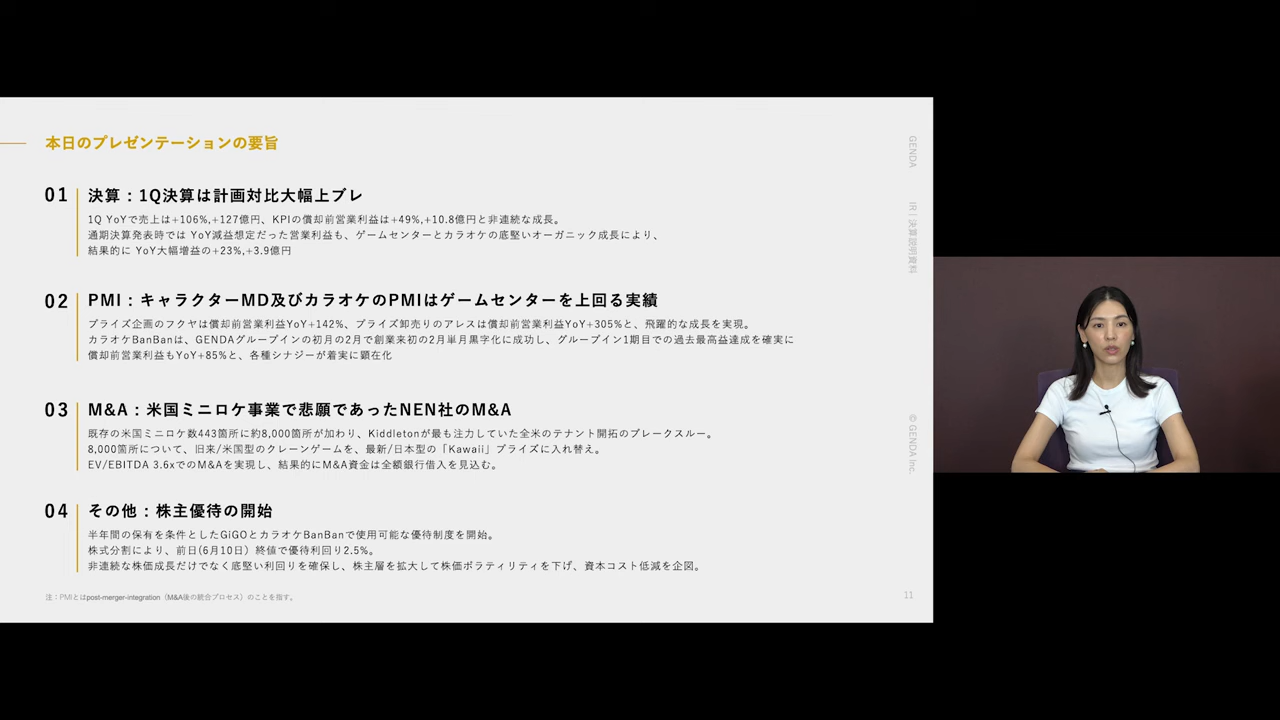 本日のプレゼンテーションの要旨
01
決算：1Q決算は計画対比大幅上ブレ
1Q YoYで売上は+106%,+127億円、KPIの償却前営業利益は+49%,+10.8億円と非連続な成長。
通期決算発表時では YoY減益想定だった営業利益も、ゲームセンターとカラオケの底堅いオーガニック成長により、
結果的に YoY大幅増益の+23%,+3.9億円
02
PMI：キャラクターMD及びカラオケのPMIはゲームセンターを上回る実績
プライズ企画のフクヤは償却前営業利益YoY+142%、プライズ卸売りのアレスは償却前営業利益YoY+305%と、飛躍的な成長を実現。
カラオケBanBanは、GENDAグループインの初月の2月で創業来初の2月単月黒字化に成功し、グループイン1期目での過去最高益達成を確実に
償却前営業利益もYoY+85%と、各種シナジーが着実に顕在化
03
M&A：米国ミニロケ事業で悲願であったNEN社のM&A
既存の米国ミニロケ数443箇所に約8,000箇所が加わり、Kiddletonが最も注力していた全米のテナント開拓のブレークスルー。
8,000箇所について、旧来/米国型のクレーンゲームを、最新/日本型の「Kawaii」プライズに入れ替え。
EV/EBITDA 3.6xでのM&Aを実現し、結果的にM&A資金は全額銀行借入を見込む。
04
その他：株主優待の開始
半年間の保有を条件としたGiGOとカラオケBanBanで使用可能な優待制度を開始。
株式分割により、前日(6月10日）終値で優待利回り2.5%。
非連続な株価成長だけでなく底堅い利回りを確保し、株主層を拡大して株価ボラティリティを下げ、資本コスト低減を企図。
注：PMIとはpost-merger-integration（M&A後の統合プロセス）のことを指す。
11
GENDA
IR | 決算説明資料
© GENDA Inc.